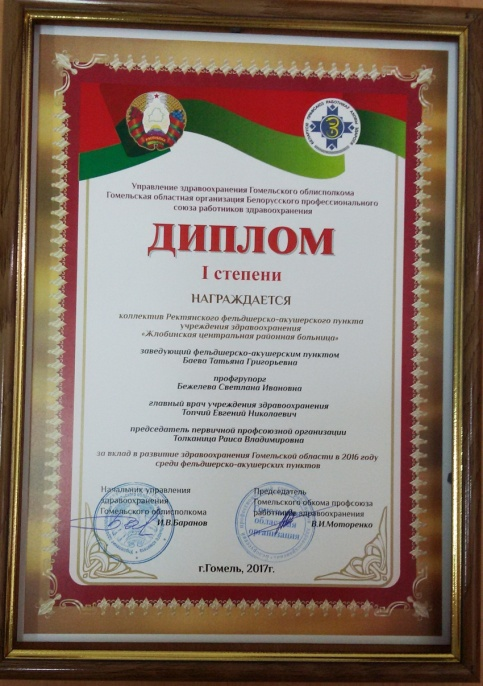 Управление здравоохранения Гомельского облисполкома
Гомельская областная организация Белорусского профессионального
союза работников здравоохранения
ДИПЛОМ
I степени
НАГРАЖДАЕТСЯ
коллектив Ректянского фельдшерско-акушерского пункта
учреждения здравоохранения
«Жлобинская центральная районная больница»
заведующий фельдшерско-акушерским пунктом
Баева Татьяна Григорьевна
профгрупорг
Бежелева Светлана Ивановна
главный врач учреждения здравоохранения
Топчий Евгений Николаевич
председатель первичной профсоюзной организации
Толканица Раиса Владимировна
за вклад в развитие здравоохранения Гомельской области в 2016 году
среди фельдшерско-акушерских пунктов
Начальник управления
здравоохранения
Гомельского облисполкома
И.В.Баранов
Председатель
Гомельского обкома профсоюза
работников здравоохранения
В.И.Моторенко
областная
организация
г.Гомель, 2017г.